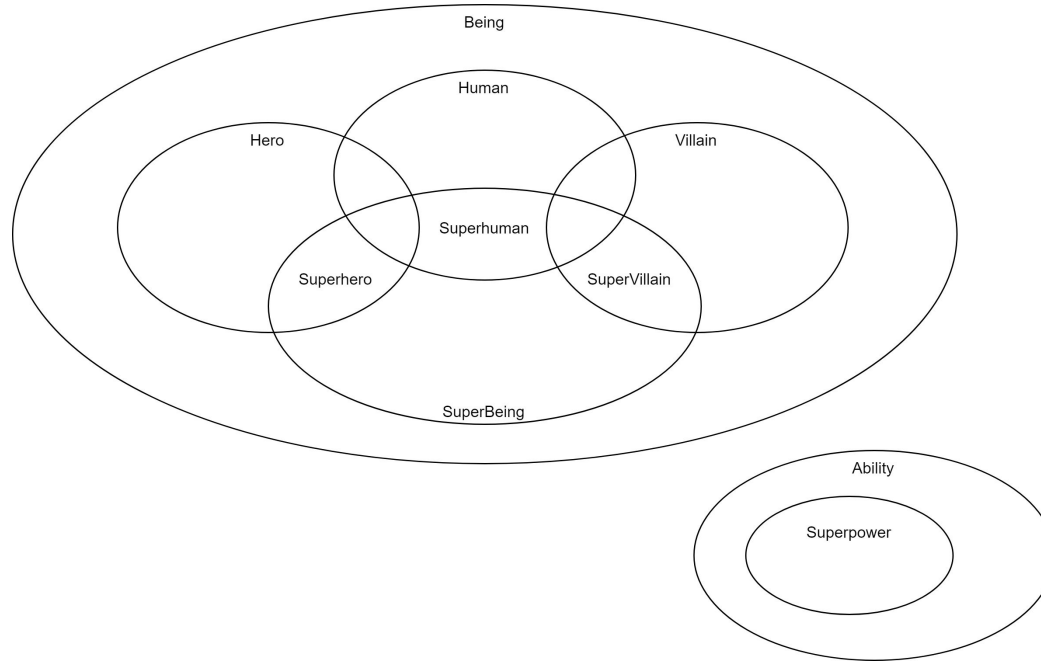 Being
Human
Hero
Villain
Superhuman
Superhero
SuperVillain
SuperBeing
Ability
Superpower